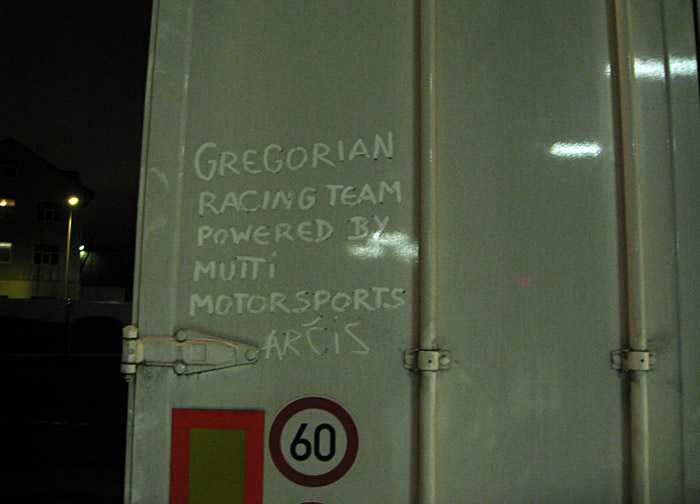 GREGORIAN
RACING TEAM
POWERED BY
MUTTI
MOTORSPORTS
ARČIS
60